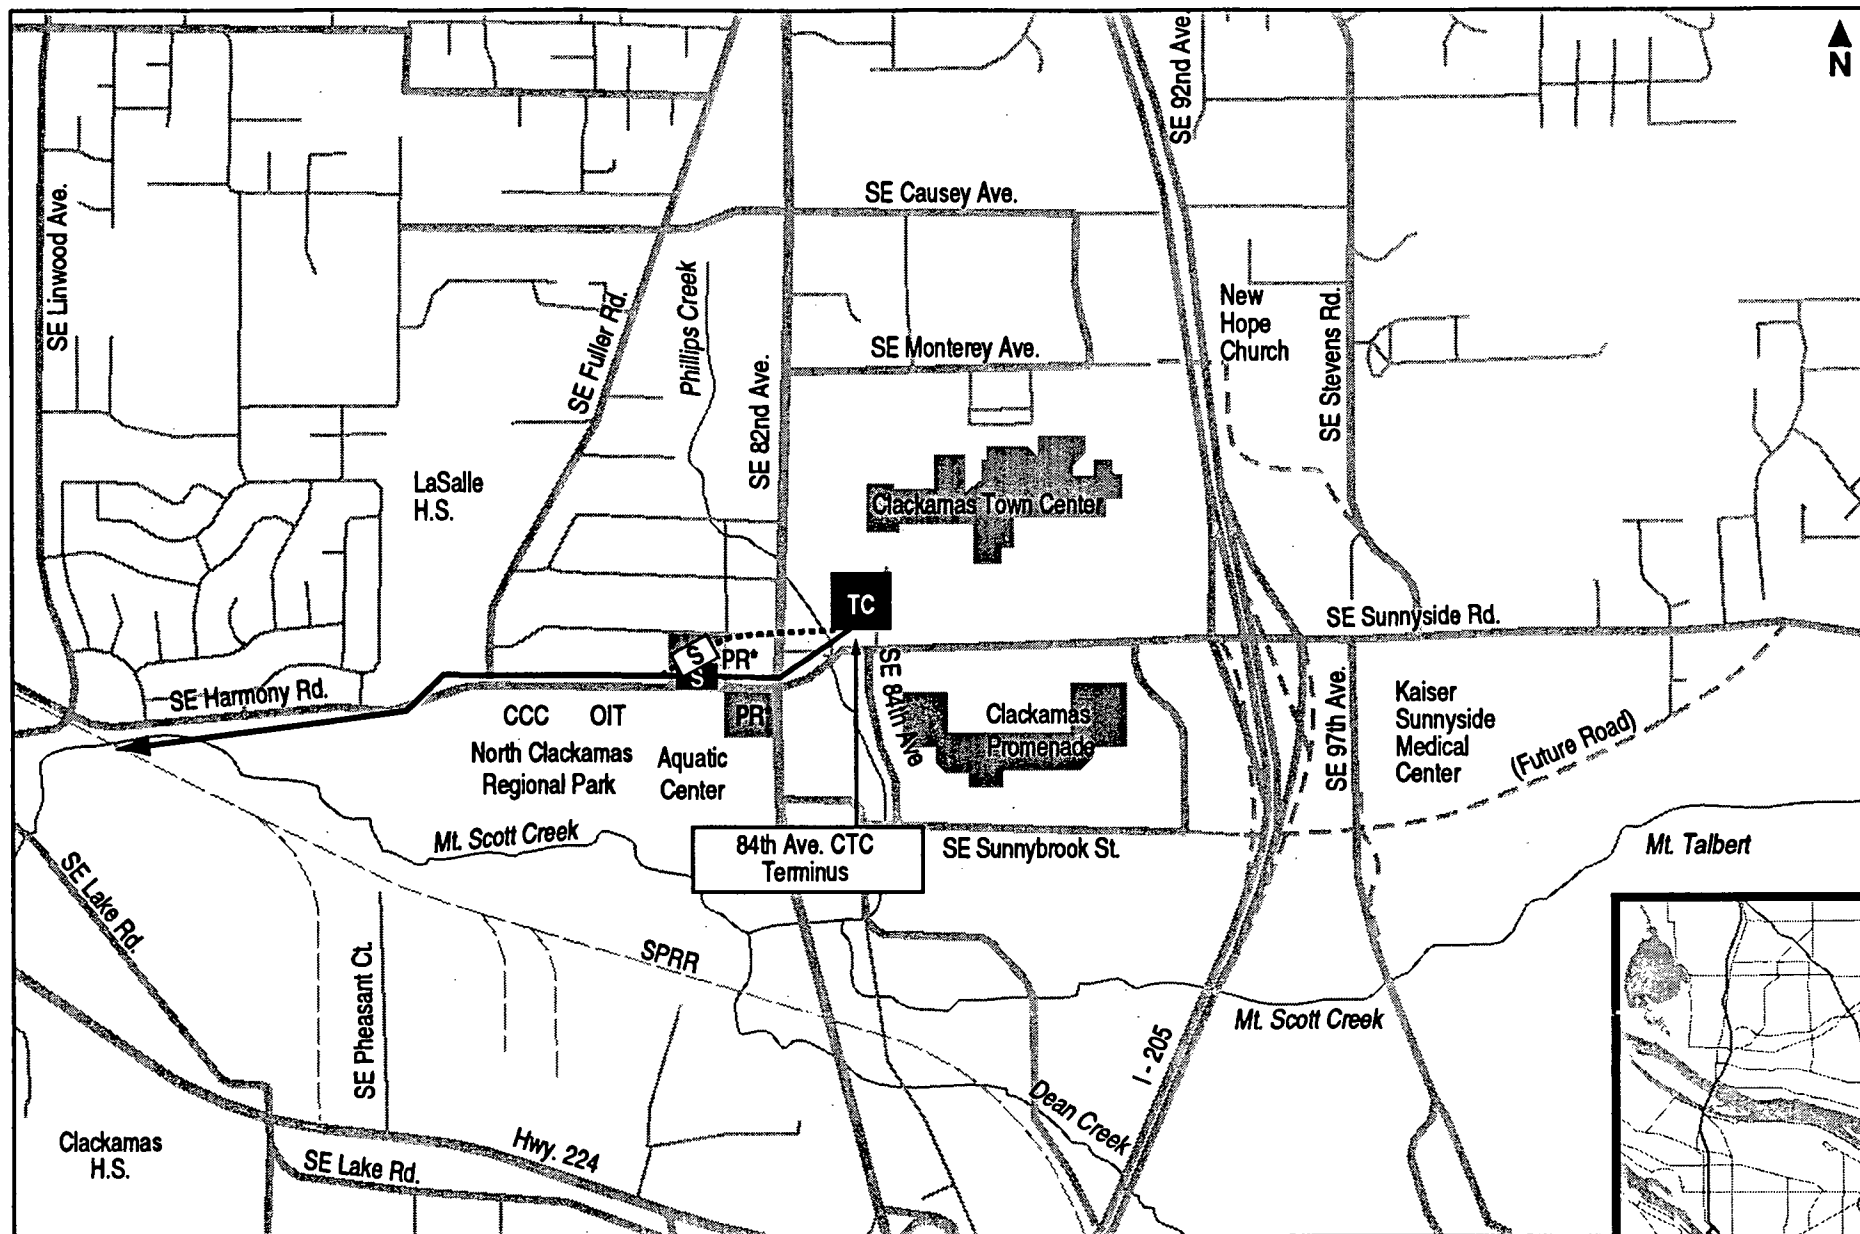 N
SE 92nd Ave.
SE Causey Ave.
SE Linwood Ave.
SE Fuller Rd.
Phillips Creek
SE 82nd Ave.
SE Monterey Ave.
New
Hope
Church
SE Stevens Rd.
LaSalle
H.S.
Clackamas Town Center
TC
SE Sunnyside Rd.
S
PR*
S
SE Harmony Rd.
CCC
OIT
PR
SE 84th Ave
Clackamas
Promenade
SE 97th Ave.
Kaiser
Sunnyside
Medical
Center
(Future Road)
North Clackamas
Regional Park
Aquatic
Center
Mt. Scott Creek
84th Ave. CTC
Terminus
SE Sunnybrook St.
Mt. Talbert
SE Lake Rd.
SE Pheasant Ct.
SPRR
Mt. Scott Creek
I - 205
Dean Creek
Clackamas
H.S.
Hwy. 224
SE Lake Rd.